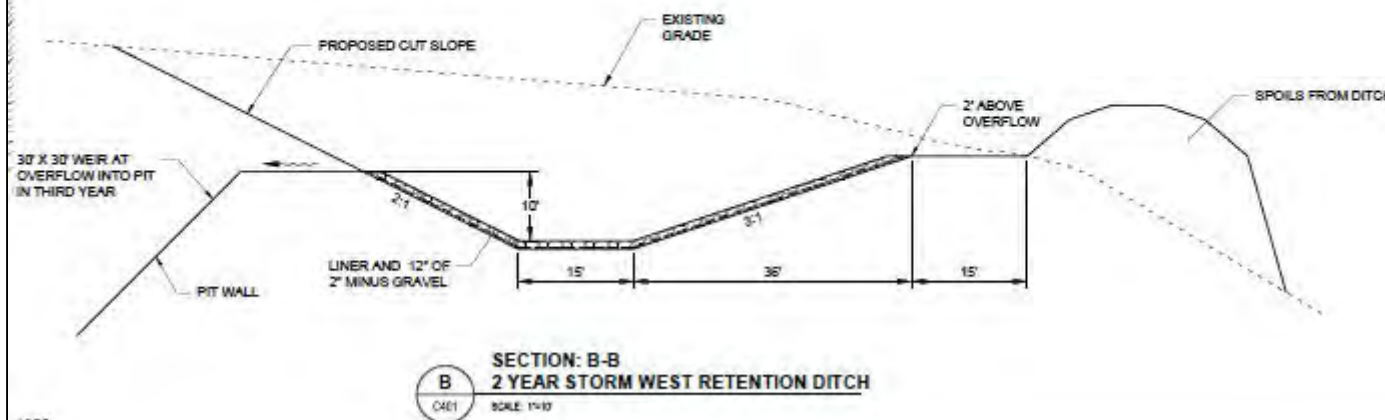 EXISTING
GRADE
PROPOSED CUT SLOPE
2' ABOVE
OVERFLOW
SPOILS FROM DITCH
30' X 30' WEIR AT
OVERFLOW INTO PIT
IN THIRD YEAR
2:1
10'
3:1
LINER AND 12" OF
2" MINUS GRAVEL
15'
36'
15'
PIT WALL
SECTION: B-B
B
2 YEAR STORM WEST RETENTION DITCH
C401
SCALE: 1"=10'